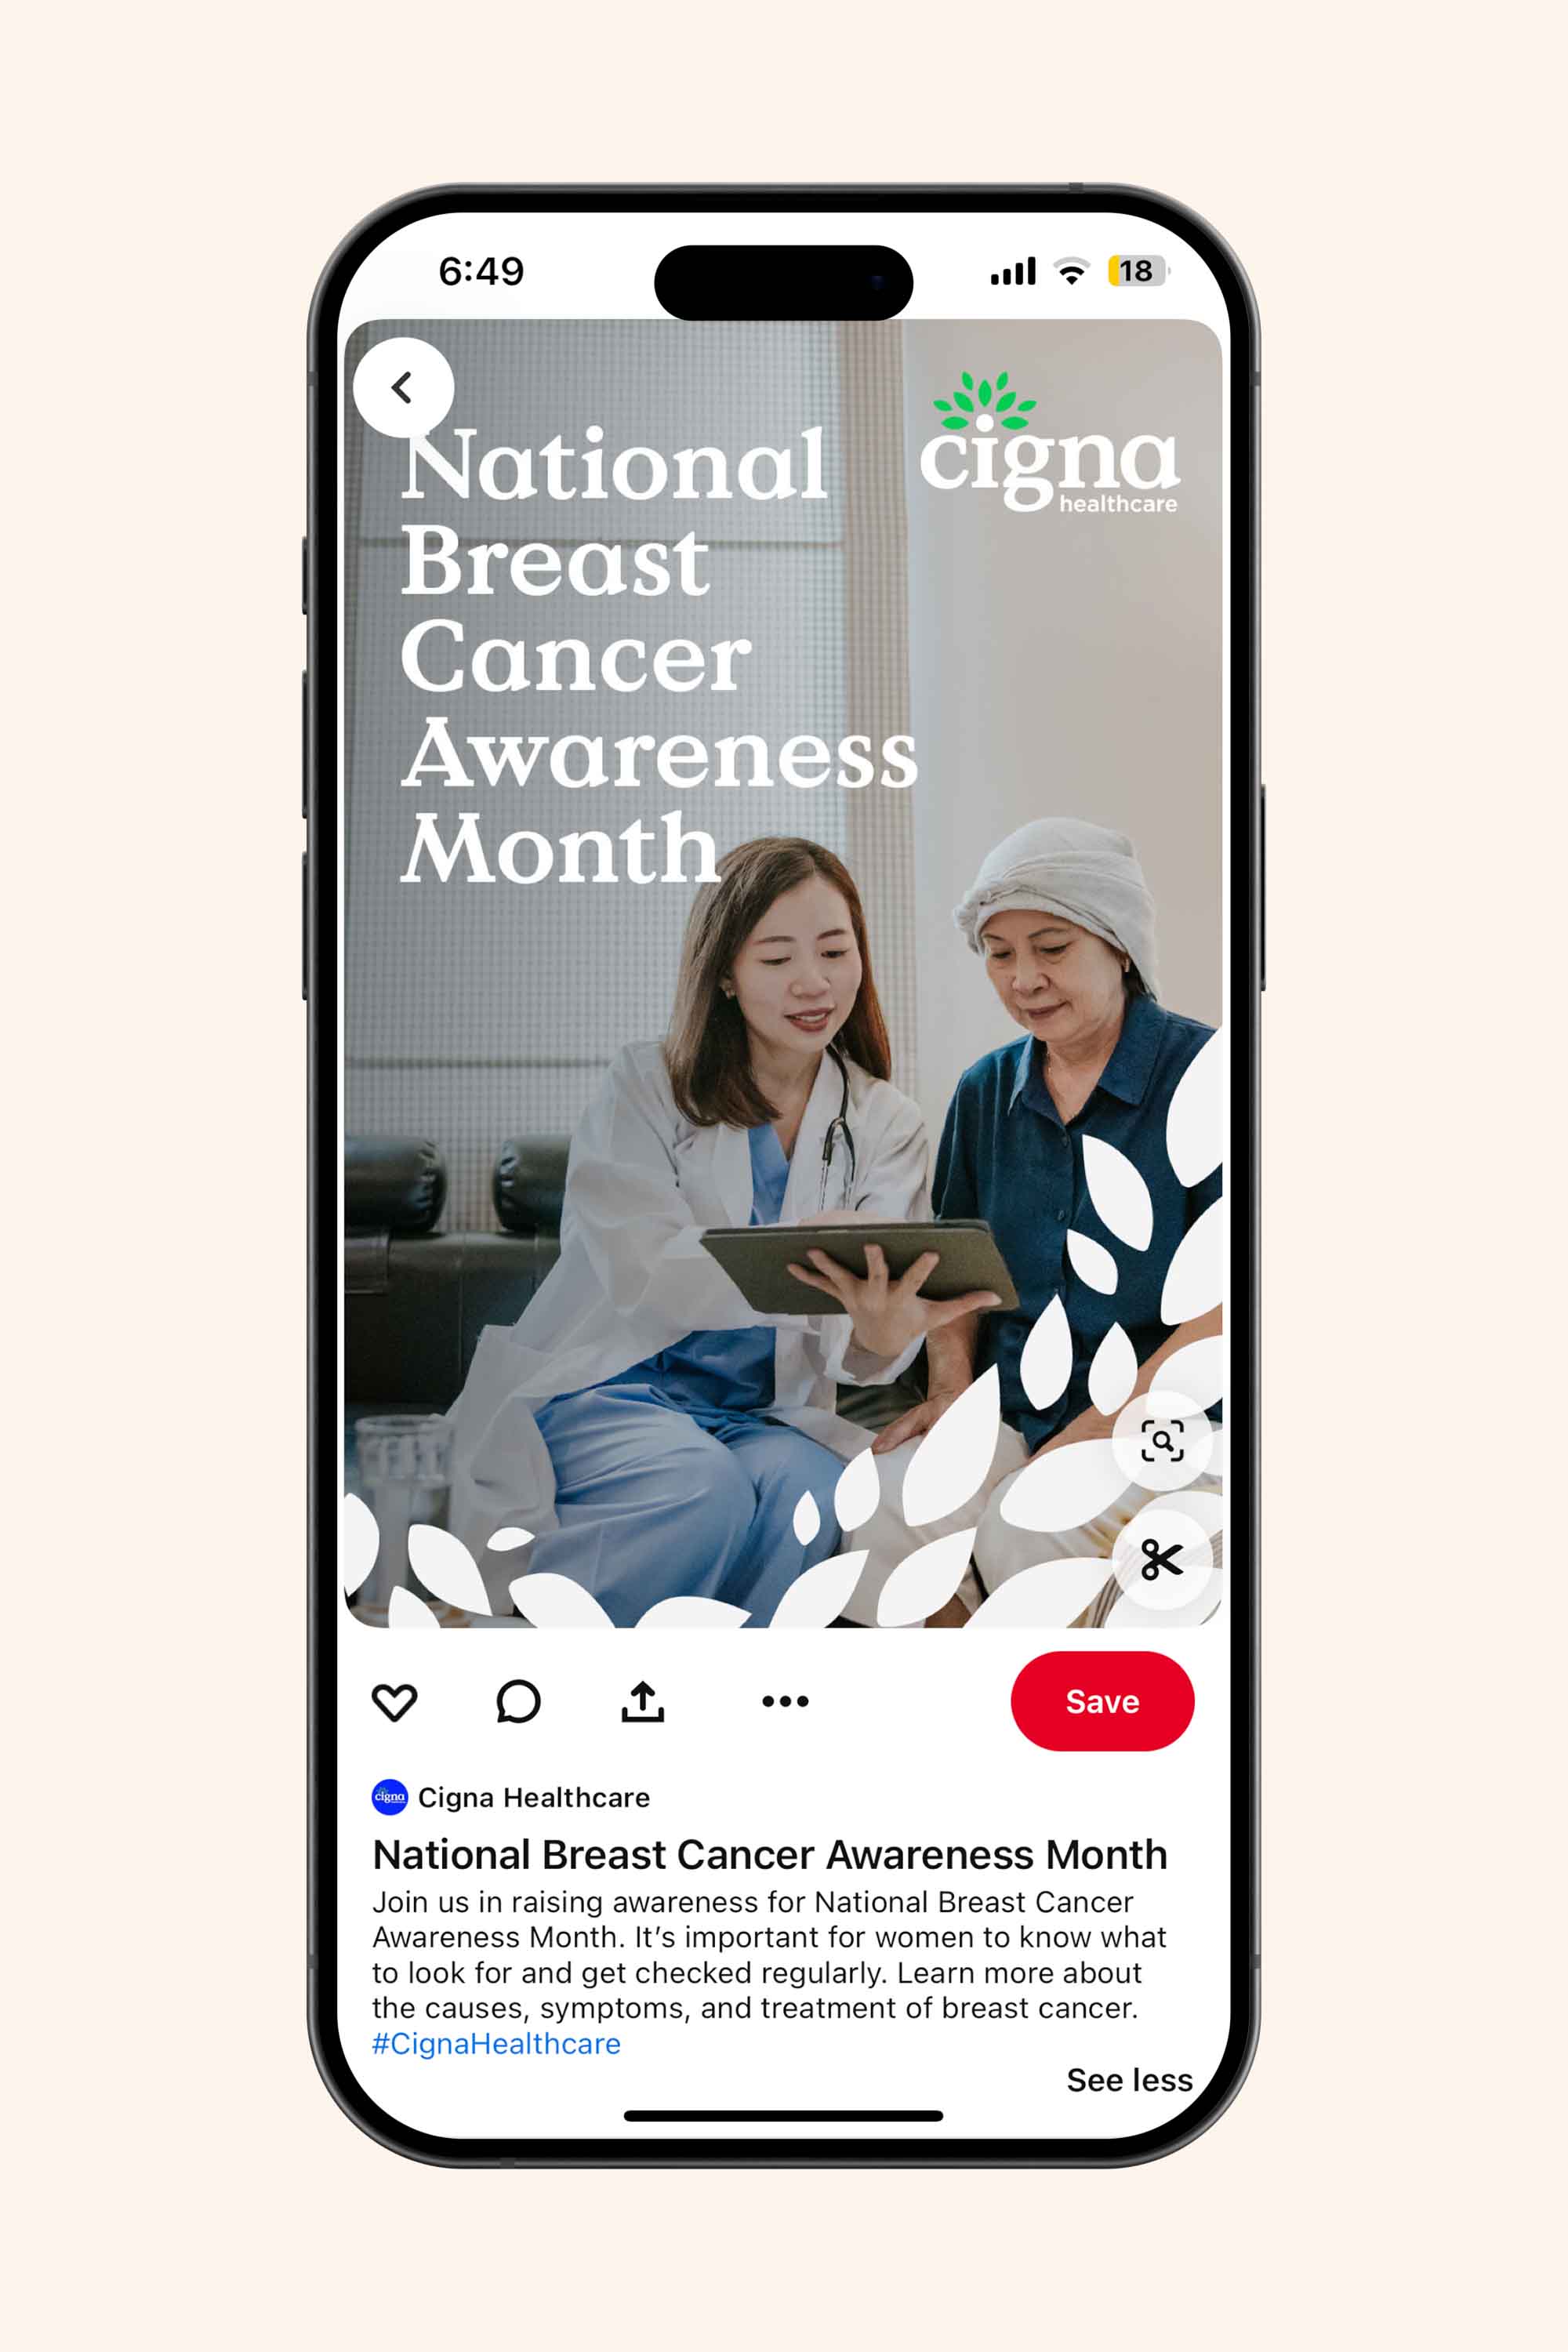 6:49
18
National
Breast
Cancer
Awareness
Month
cigna
healthcare
Save
cigna
Cigna Healthcare
National Breast Cancer Awareness Month
Join us in raising awareness for National Breast Cancer
Awareness Month. It’s important for women to know what
to look for and get checked regularly. Learn more about
the causes, symptoms, and treatment of breast cancer.
#CignaHealthcare
See less